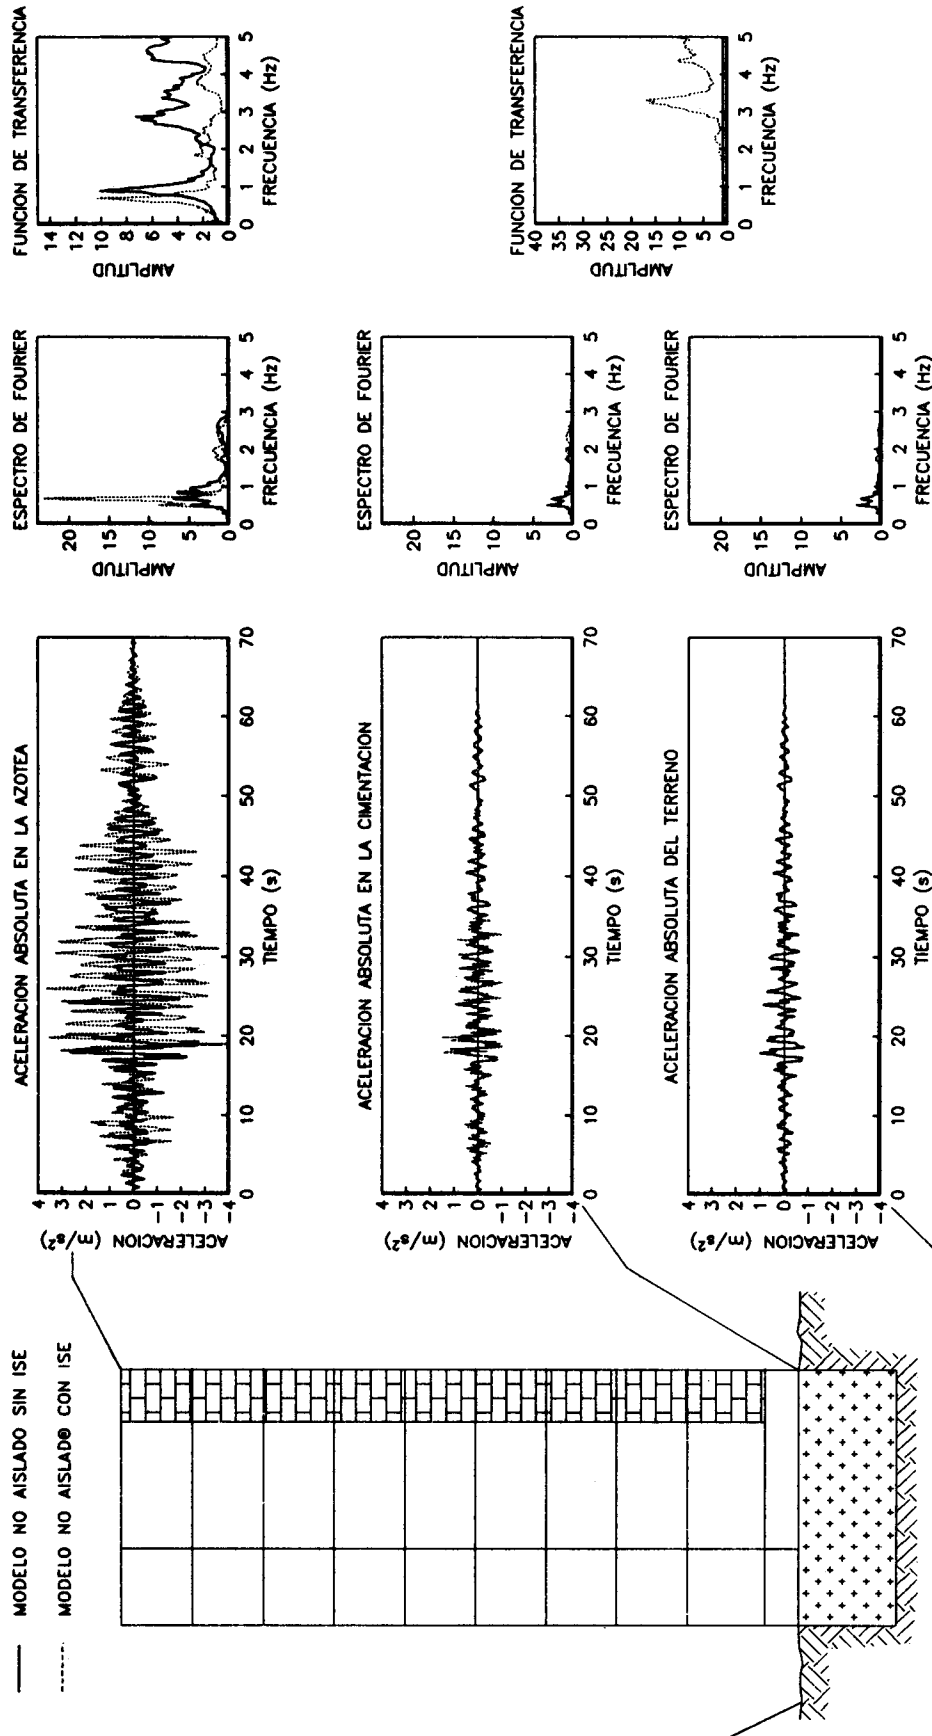 MODELO NO AISLADO SIN ISE
MODELO NO AISLADO CON ISE
ACELERACION ABSOLUTA EN LA AZOTEA
ACELERACION (m/s²)
4
3
2
1
0
-1
-2
-3
-4
0 10 20 30 40 50 60 70
TIEMPO (s)
ESPECTRO DE FOURIER
AMPLITUD
20
15
10
5
0
0 1 2 3 4 5
FRECUENCIA (Hz)
FUNCION DE TRANSFERENCIA
AMPLITUD
14
12
10
8
6
4
2
0
0 1 2 3 4 5
FRECUENCIA (Hz)
ACELERACION ABSOLUTA EN LA CIMENTACION
ACELERACION (m/s²)
4
3
2
1
0
-1
-2
-3
-4
0 10 20 30 40 50 60 70
TIEMPO (s)
ESPECTRO DE FOURIER
AMPLITUD
20
15
10
5
0
0 1 2 3 4 5
FRECUENCIA (Hz)
FUNCION DE TRANSFERENCIA
AMPLITUD
40
35
30
25
20
15
10
5
0
0 1 2 3 4 5
FRECUENCIA (Hz)
ACELERACION ABSOLUTA DEL TERRENO
ACELERACION (m/s²)
4
3
2
1
0
-1
-2
-3
-4
0 10 20 30 40 50 60 70
TIEMPO (s)
ESPECTRO DE FOURIER
AMPLITUD
20
15
10
5
0
0 1 2 3 4 5
FRECUENCIA (Hz)